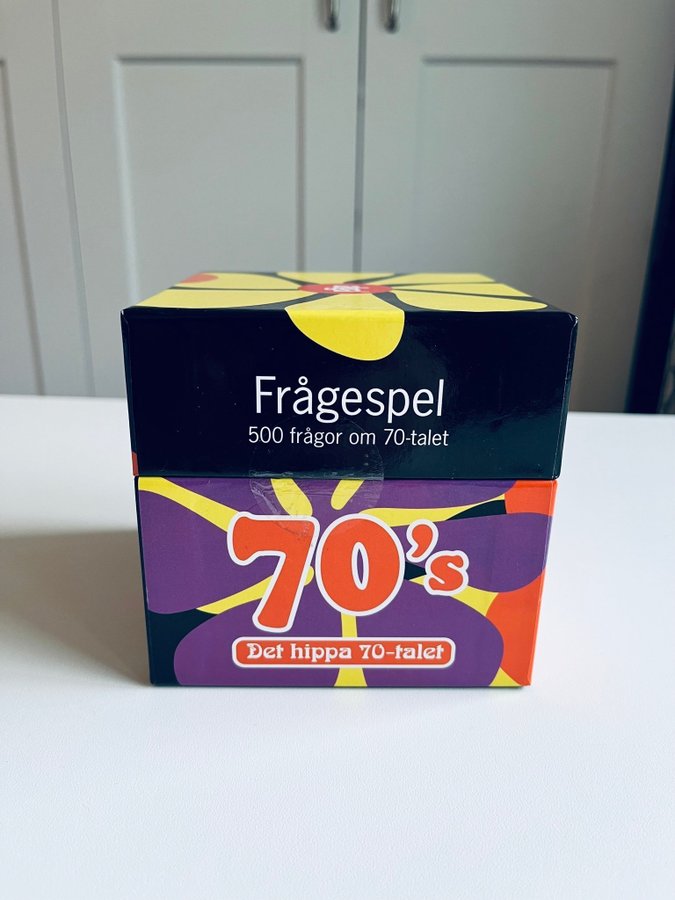 Frågespel
500 frågor om 70-talet
70's
Det hippa 70-talet